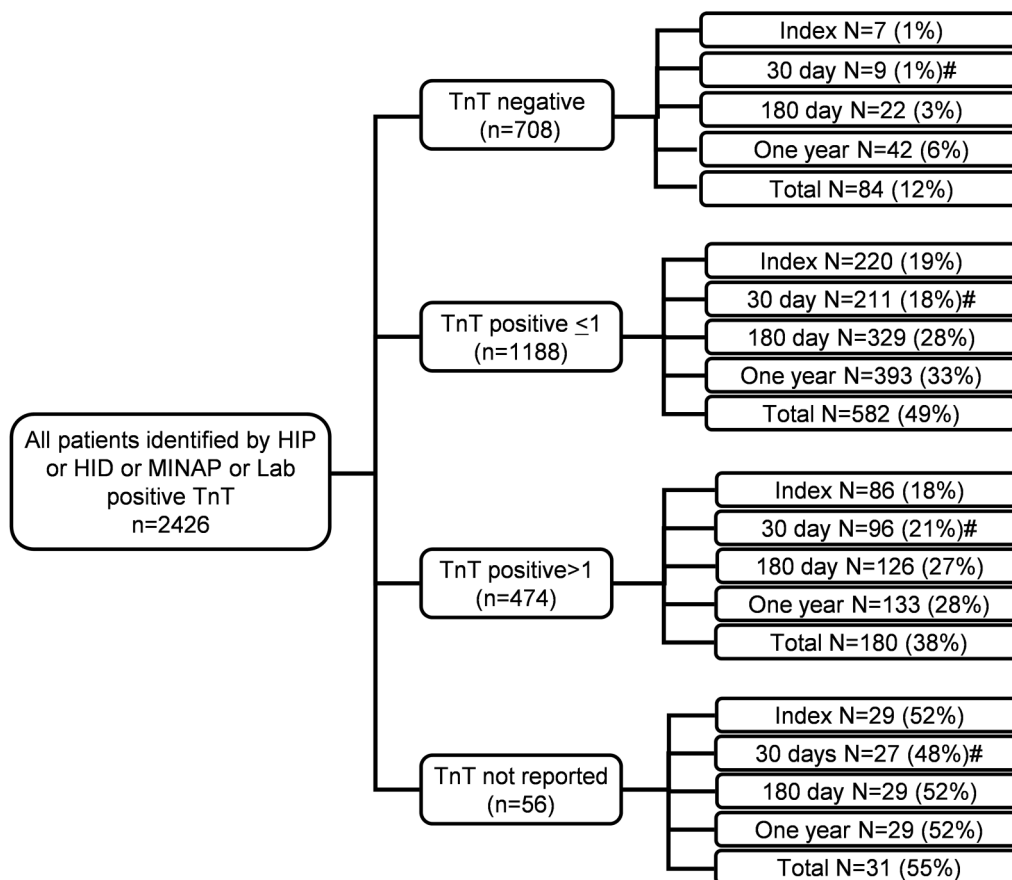 All patients identified by HIP
or HID or MINAP or Lab
positive TnT
n=2426
TnT negative
(n=708)
Index N=7 (1%)
30 day N=9 (1%)#
180 day N=22 (3%)
One year N=42 (6%)
Total N=84 (12%)
TnT positive ≤1
(n=1188)
Index N=220 (19%)
30 day N=211 (18%)#
180 day N=329 (28%)
One year N=393 (33%)
Total N=582 (49%)
TnT positive>1
(n=474)
Index N=86 (18%)
30 day N=96 (21%)#
180 day N=126 (27%)
One year N=133 (28%)
Total N=180 (38%)
TnT not reported
(n=56)
Index N=29 (52%)
30 days N=27 (48%)#
180 day N=29 (52%)
One year N=29 (52%)
Total N=31 (55%)